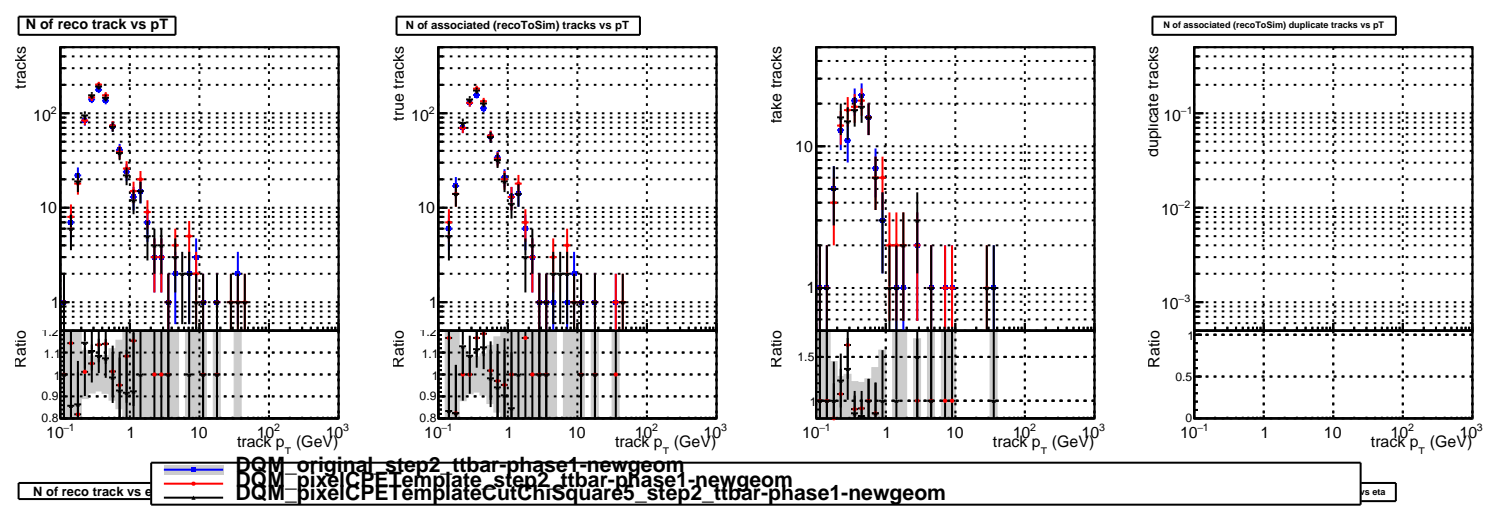 N of reco track vs pT
N of associated (recoToSim) tracks vs pT
N of associated (recoToSim) duplicate tracks vs pT
tracks
10²
10
1
Ratio
1.2
1.1
1
0.9
0.8
10⁻¹ 1 10 10² 10³
track p_T (GeV)
true tracks
10²
10
1
Ratio
1.2
1.1
1
0.9
0.8
10⁻¹ 1 10 10² 10³
track p_T (GeV)
fake tracks
10
1
Ratio
1.5
1
10⁻¹ 1 10 10² 10³
track p_T (GeV)
duplicate tracks
10⁻¹
10⁻²
10⁻³
Ratio
1
0.5
0
10⁻¹ 1 10 10² 10³
track p_T (GeV)
DQM_original_step2_ttbar-phase1-newgeom
DQM_pixelCPETemplate_step2_ttbar-phase1-newgeom
DQM_pixelCPETemplateCutChiSquare5_step2_ttbar-phase1-newgeom
N of reco track vs e
vs eta